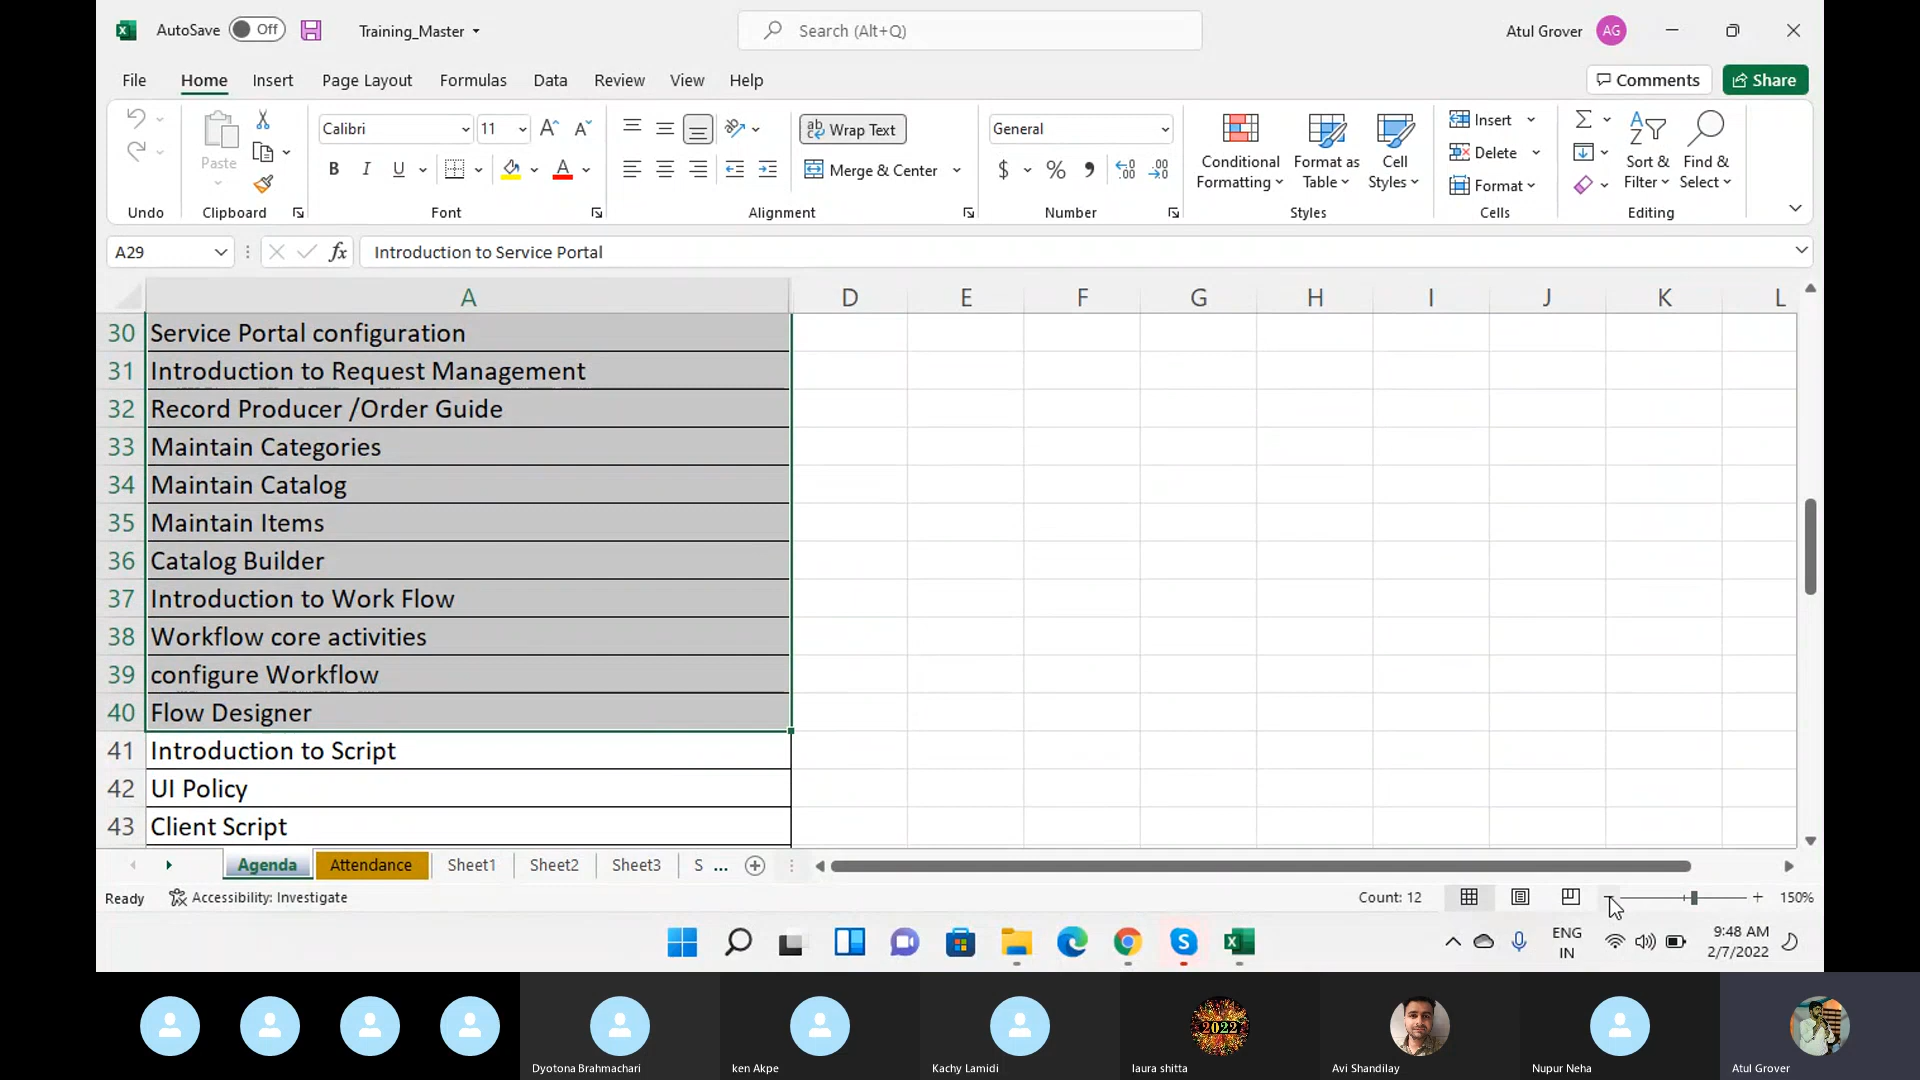 AutoSave Off Training_Master Search (Alt+Q) Atul Grover AG
File Home Insert Page Layout Formulas Data Review View Help Comments Share
Paste Calibri 11 Wrap Text General Conditional Formatting Format as Table Cell Styles Insert Sort & Filter Find & Select
B I U Merge & Center $ % Delete
Format
Undo Clipboard Font Alignment Number Styles Cells Editing
A29 fx Introduction to Service Portal
A D E F G H I J K L
30 Service Portal configuration
31 Introduction to Request Management
32 Record Producer /Order Guide
33 Maintain Categories
34 Maintain Catalog
35 Maintain Items
36 Catalog Builder
37 Introduction to Work Flow
38 Workflow core activities
39 configure Workflow
40 Flow Designer
41 Introduction to Script
42 UI Policy
43 Client Script
Agenda Attendance Sheet1 Sheet2 Sheet3 S ...
Ready Accessibility: Investigate Count: 12 150%
ENG IN 9:48 AM
2/7/2022
2022
Dyotona Brahmachari ken Akpe Kachy Lamidi laura shitta Avi Shandilay Nupur Neha Atul Grover